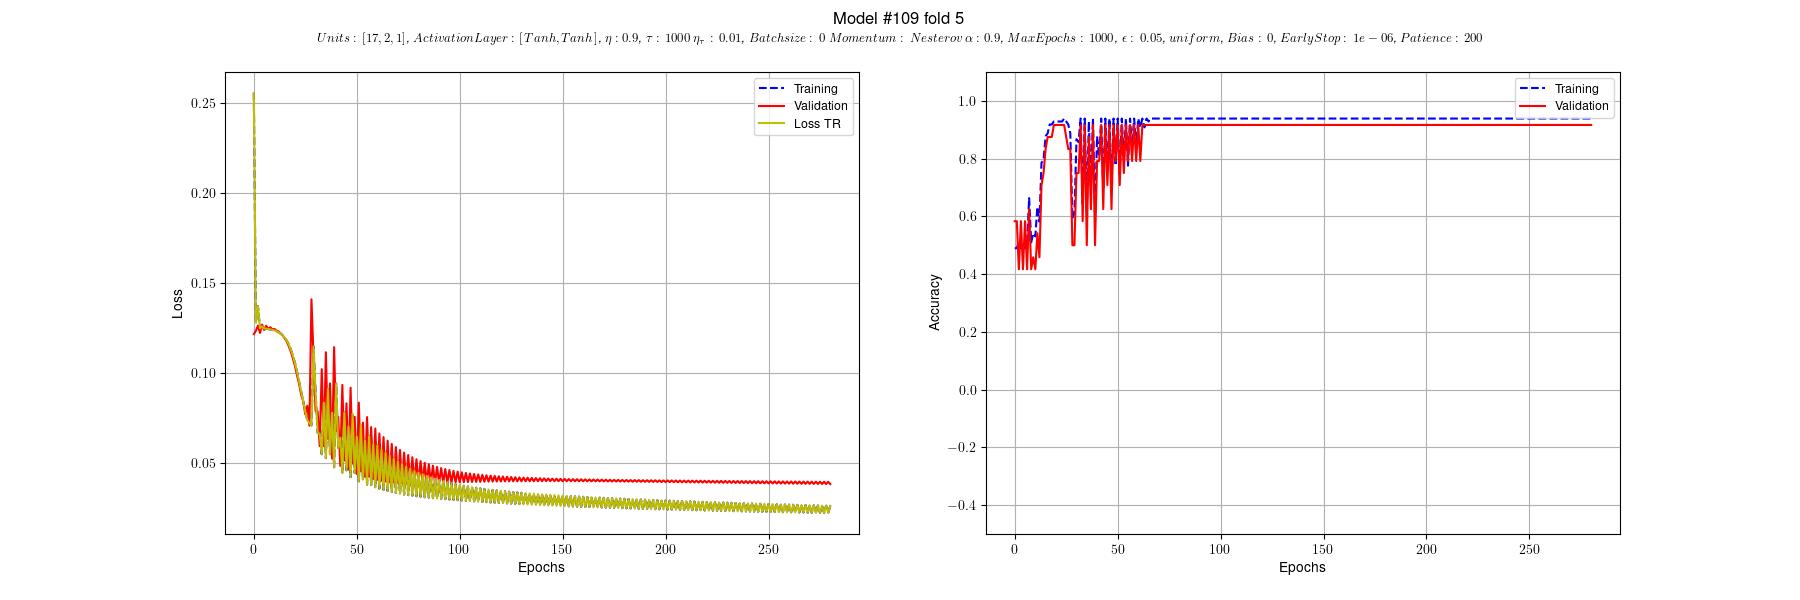 Model #109 fold 5
Units : [17, 2, 1], ActivationLayer : [Tanh, Tanh], η : 0.9, τ : 1000 ητ : 0.01, Batchsize : 0 Momentum : Nesterov α : 0.9, MaxEpochs : 1000, ϵ : 0.05, uniform, Bias : 0, EarlyStop : 1e − 06, Patience : 200
Training
Validation
Loss TR
0.25
0.20
0.15
0.10
0.05
Loss
0 50 100 150 200 250
Epochs
Training
Validation
1.0
0.8
0.6
0.4
0.2
0.0
−0.2
−0.4
Accuracy
0 50 100 150 200 250
Epochs